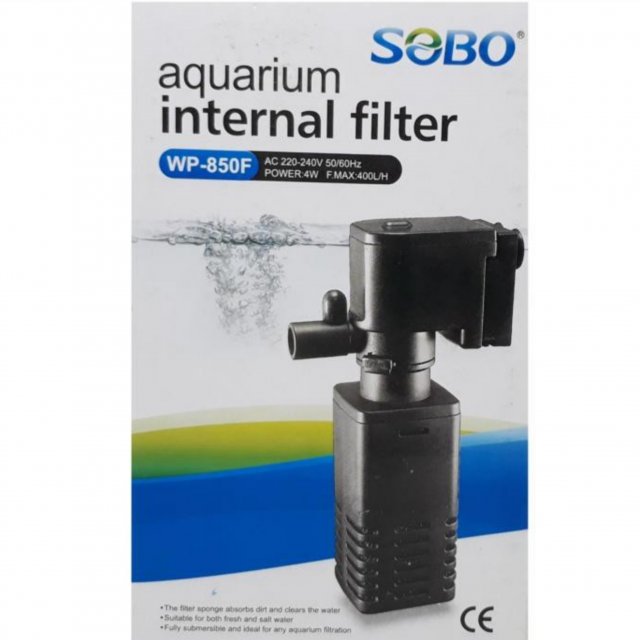 SOBO®
aquarium
internal filter
WP-850F
AC 220-240V 50/60Hz
POWER:4W F.MAX:400L/H
•The filter sponge absorbs dirt and clears the water
•Suitable for both fresh and salt water
•Fully submersible and ideal for any aquarium filtration
CE